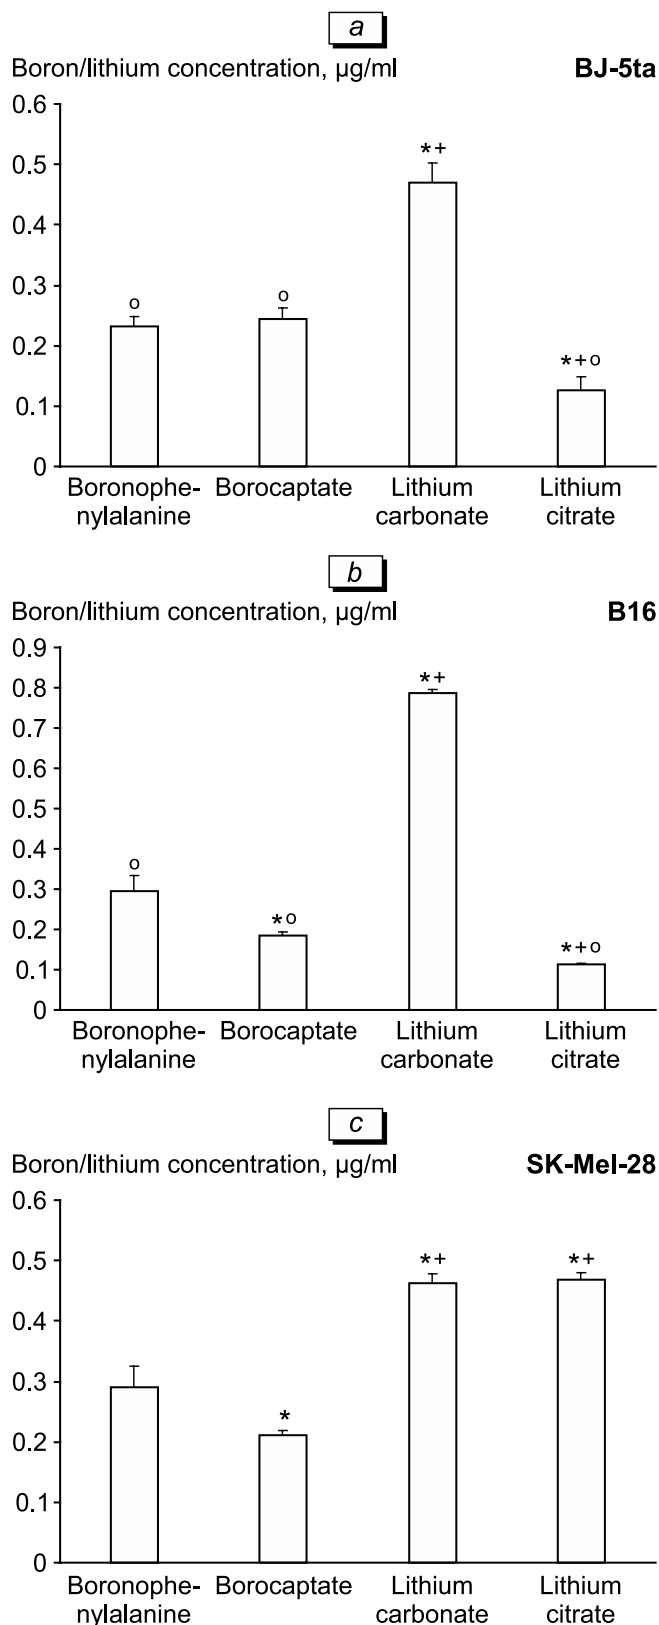 a
Boron/lithium concentration, µg/ml BJ-5ta
0.6
*+
0.5
0.4
0.3
o o
0.2
*+o
0.1
0
Boronophe- Borocaptate Lithium Lithium
nylalanine carbonate citrate
b
Boron/lithium concentration, µg/ml B16
0.9
*+
0.8
0.7
0.6
0.5
0.4
o
0.3
*o
0.2
*+o
0.1
0
Boronophe- Borocaptate Lithium Lithium
nylalanine carbonate citrate
c
Boron/lithium concentration, µg/ml SK-Mel-28
0.6
*+ *+
0.5
0.4
0.3
*
0.2
0.1
0
Boronophe- Borocaptate Lithium Lithium
nylalanine carbonate citrate